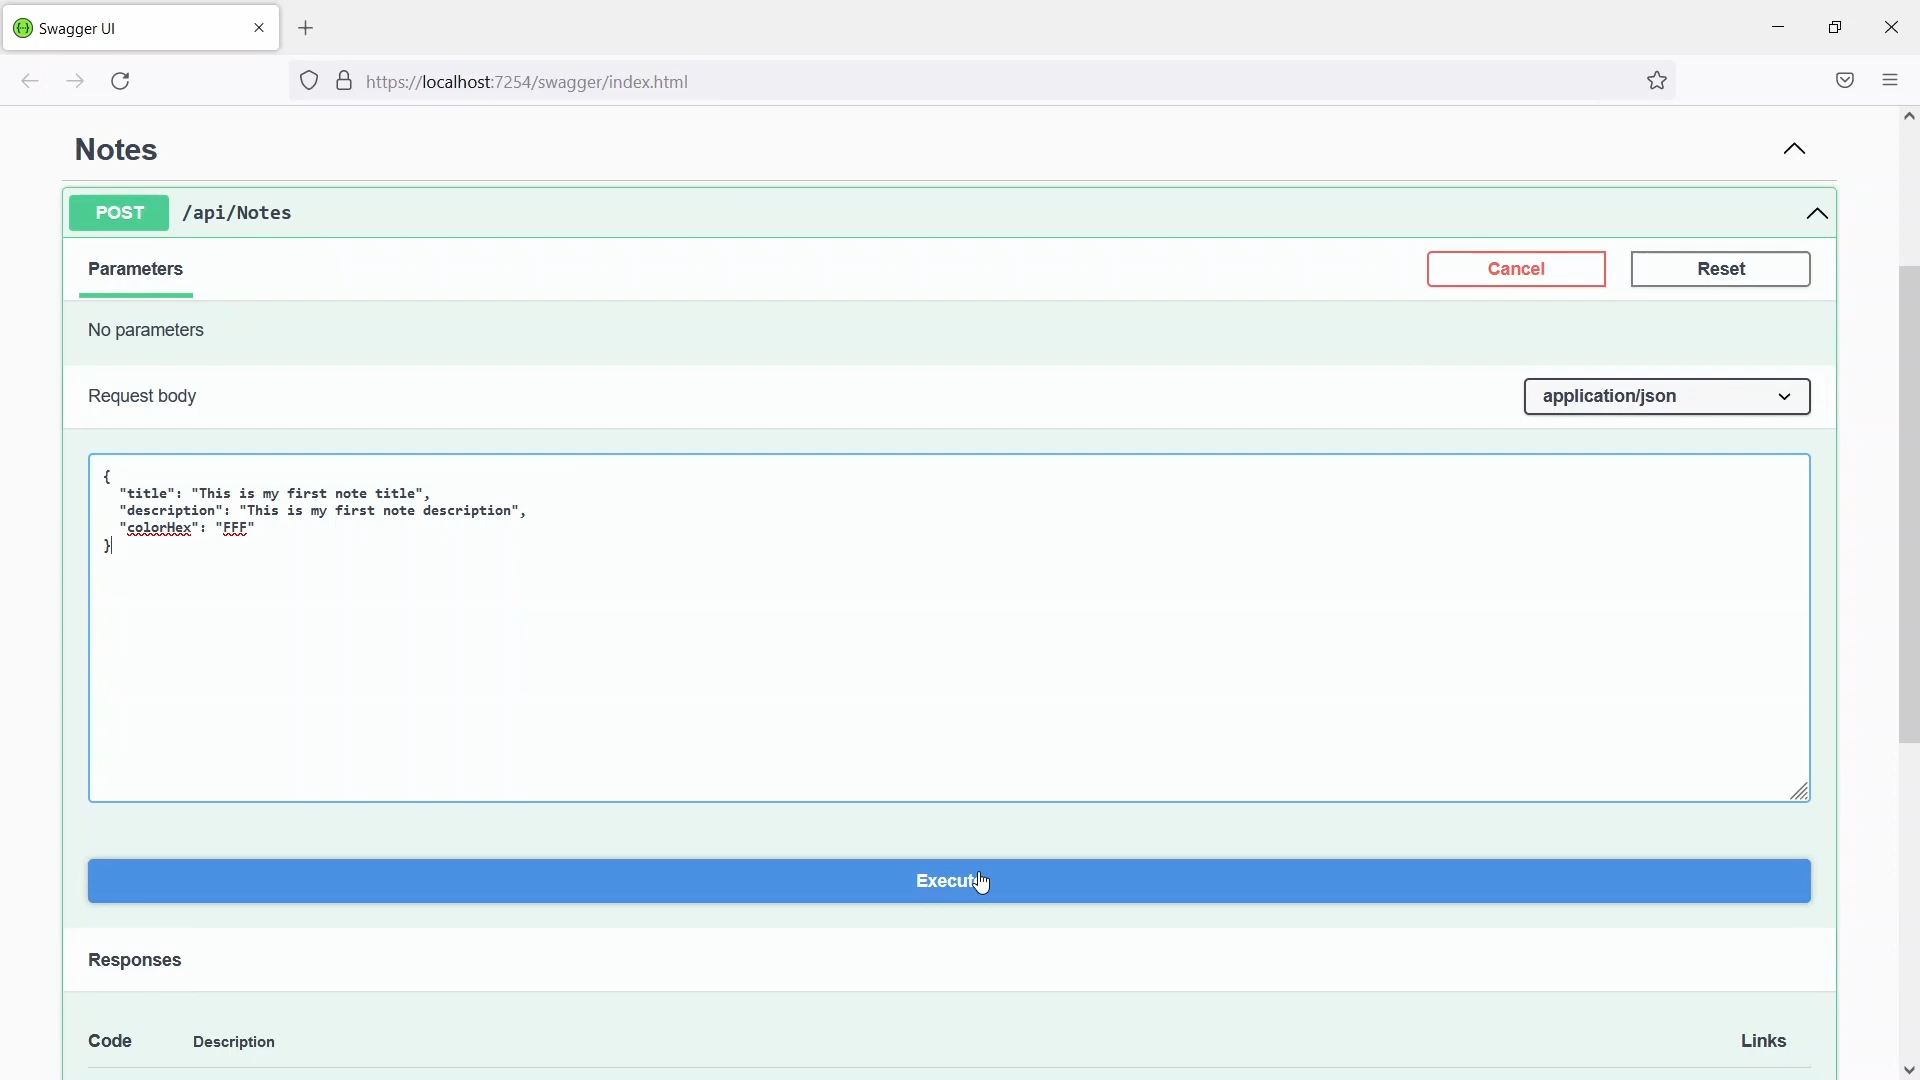 Swagger UI
https://localhost:7254/swagger/index.html
Notes
POST /api/Notes
Parameters
Cancel
Reset
No parameters
Request body
application/json
{
"title": "This is my first note title",
"description": "This is my first note description",
"colorHex": "FFF"
}
Execute
Responses
Code
Description
Links